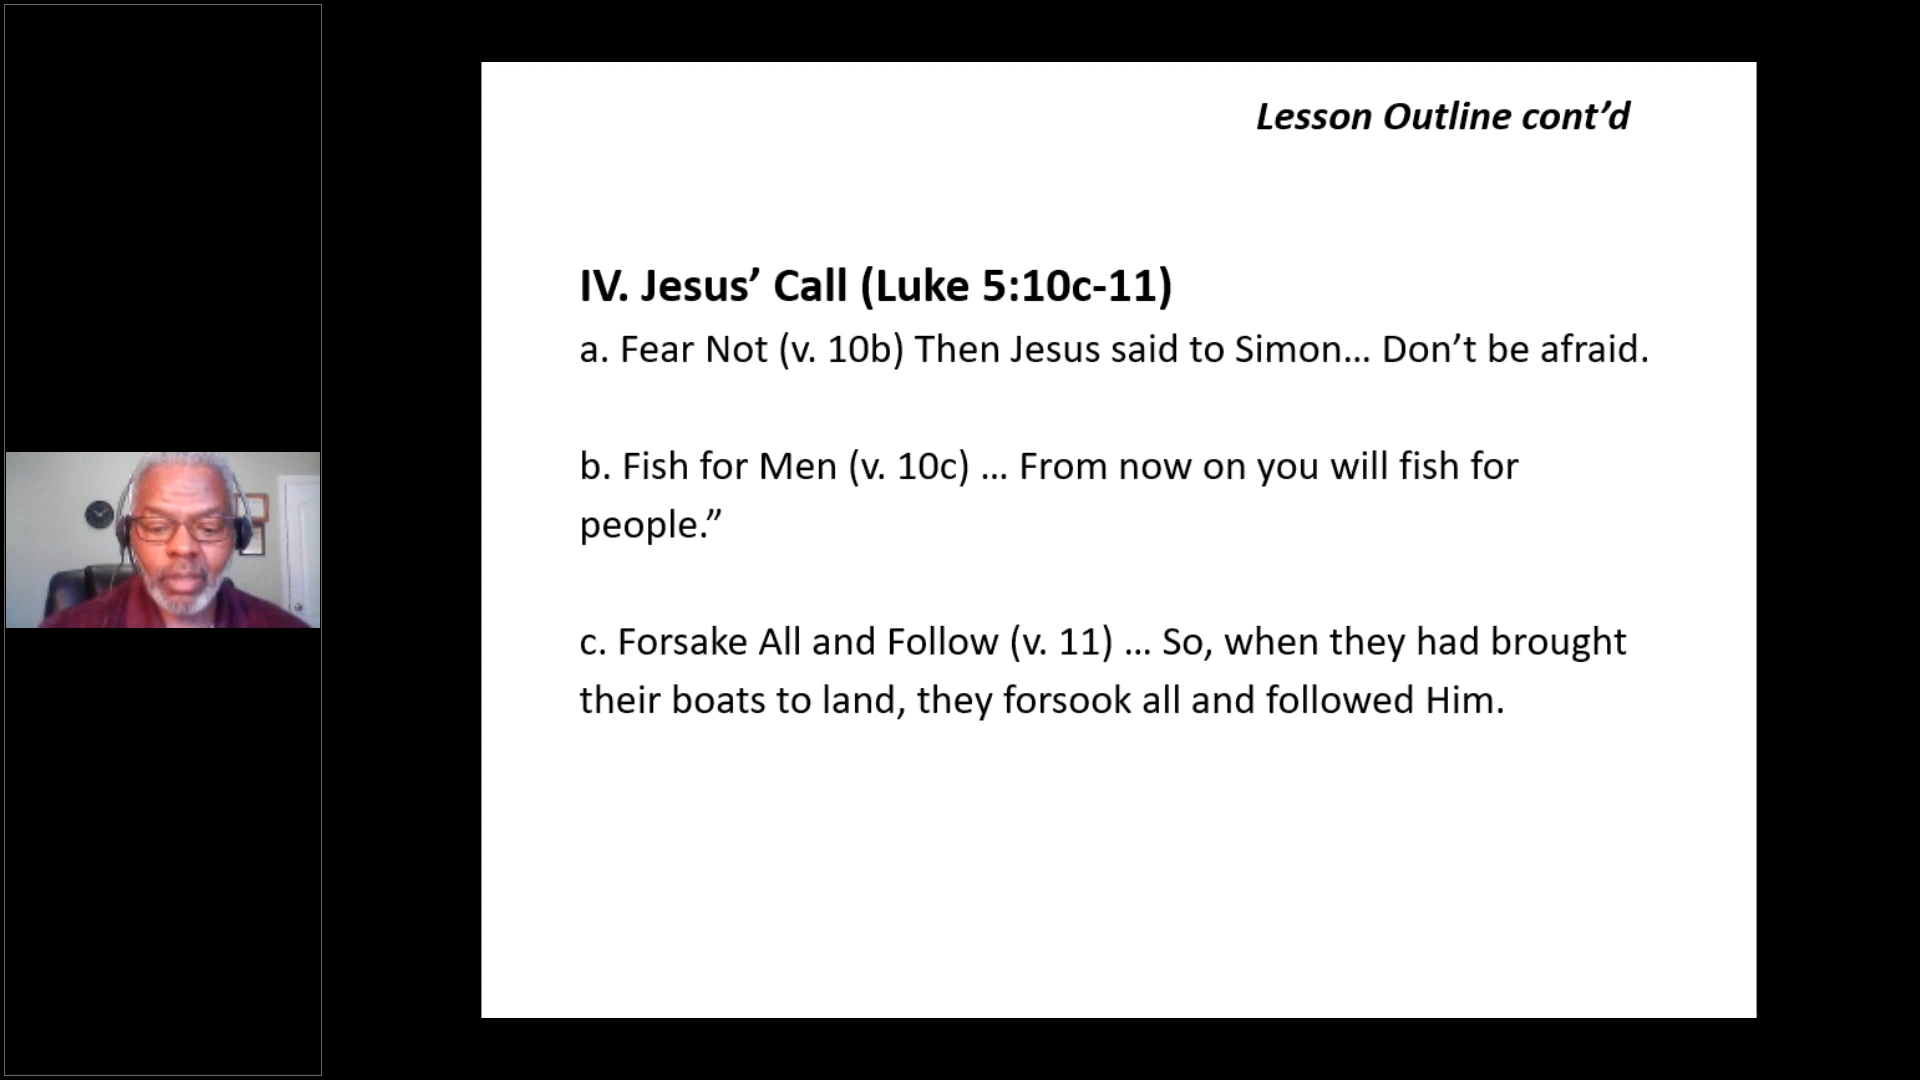 Lesson Outline cont’d
IV. Jesus’ Call (Luke 5:10c-11)
a. Fear Not (v. 10b) Then Jesus said to Simon… Don’t be afraid.
b. Fish for Men (v. 10c) … From now on you will fish for
people.”
c. Forsake All and Follow (v. 11) … So, when they had brought
their boats to land, they forsook all and followed Him.